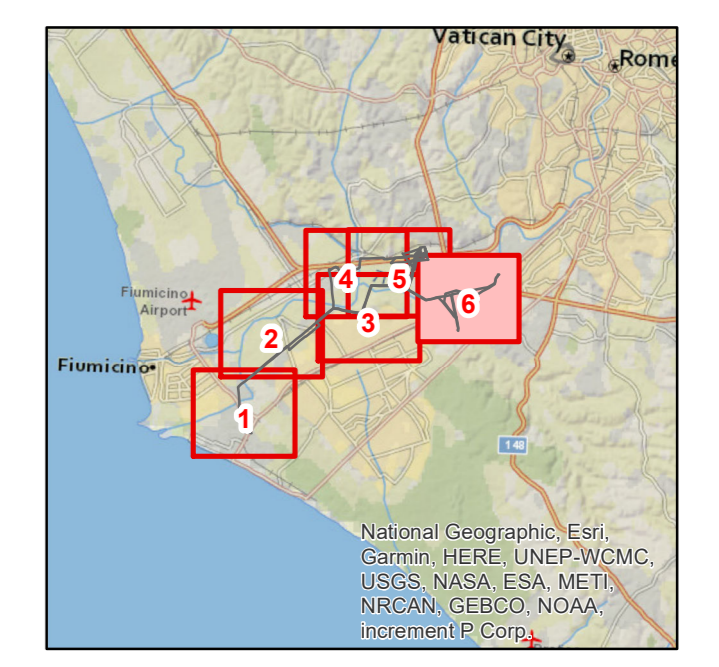 Vatican City
Rome
Fiumicino
Airport
Fiumicino
4
5
6
3
2
1
148
National Geographic, Esri,
Garmin, HERE, UNEP-WCMC,
USGS, NASA, ESA, METI,
NRCAN, GEBCO, NOAA,
increment P Corp.